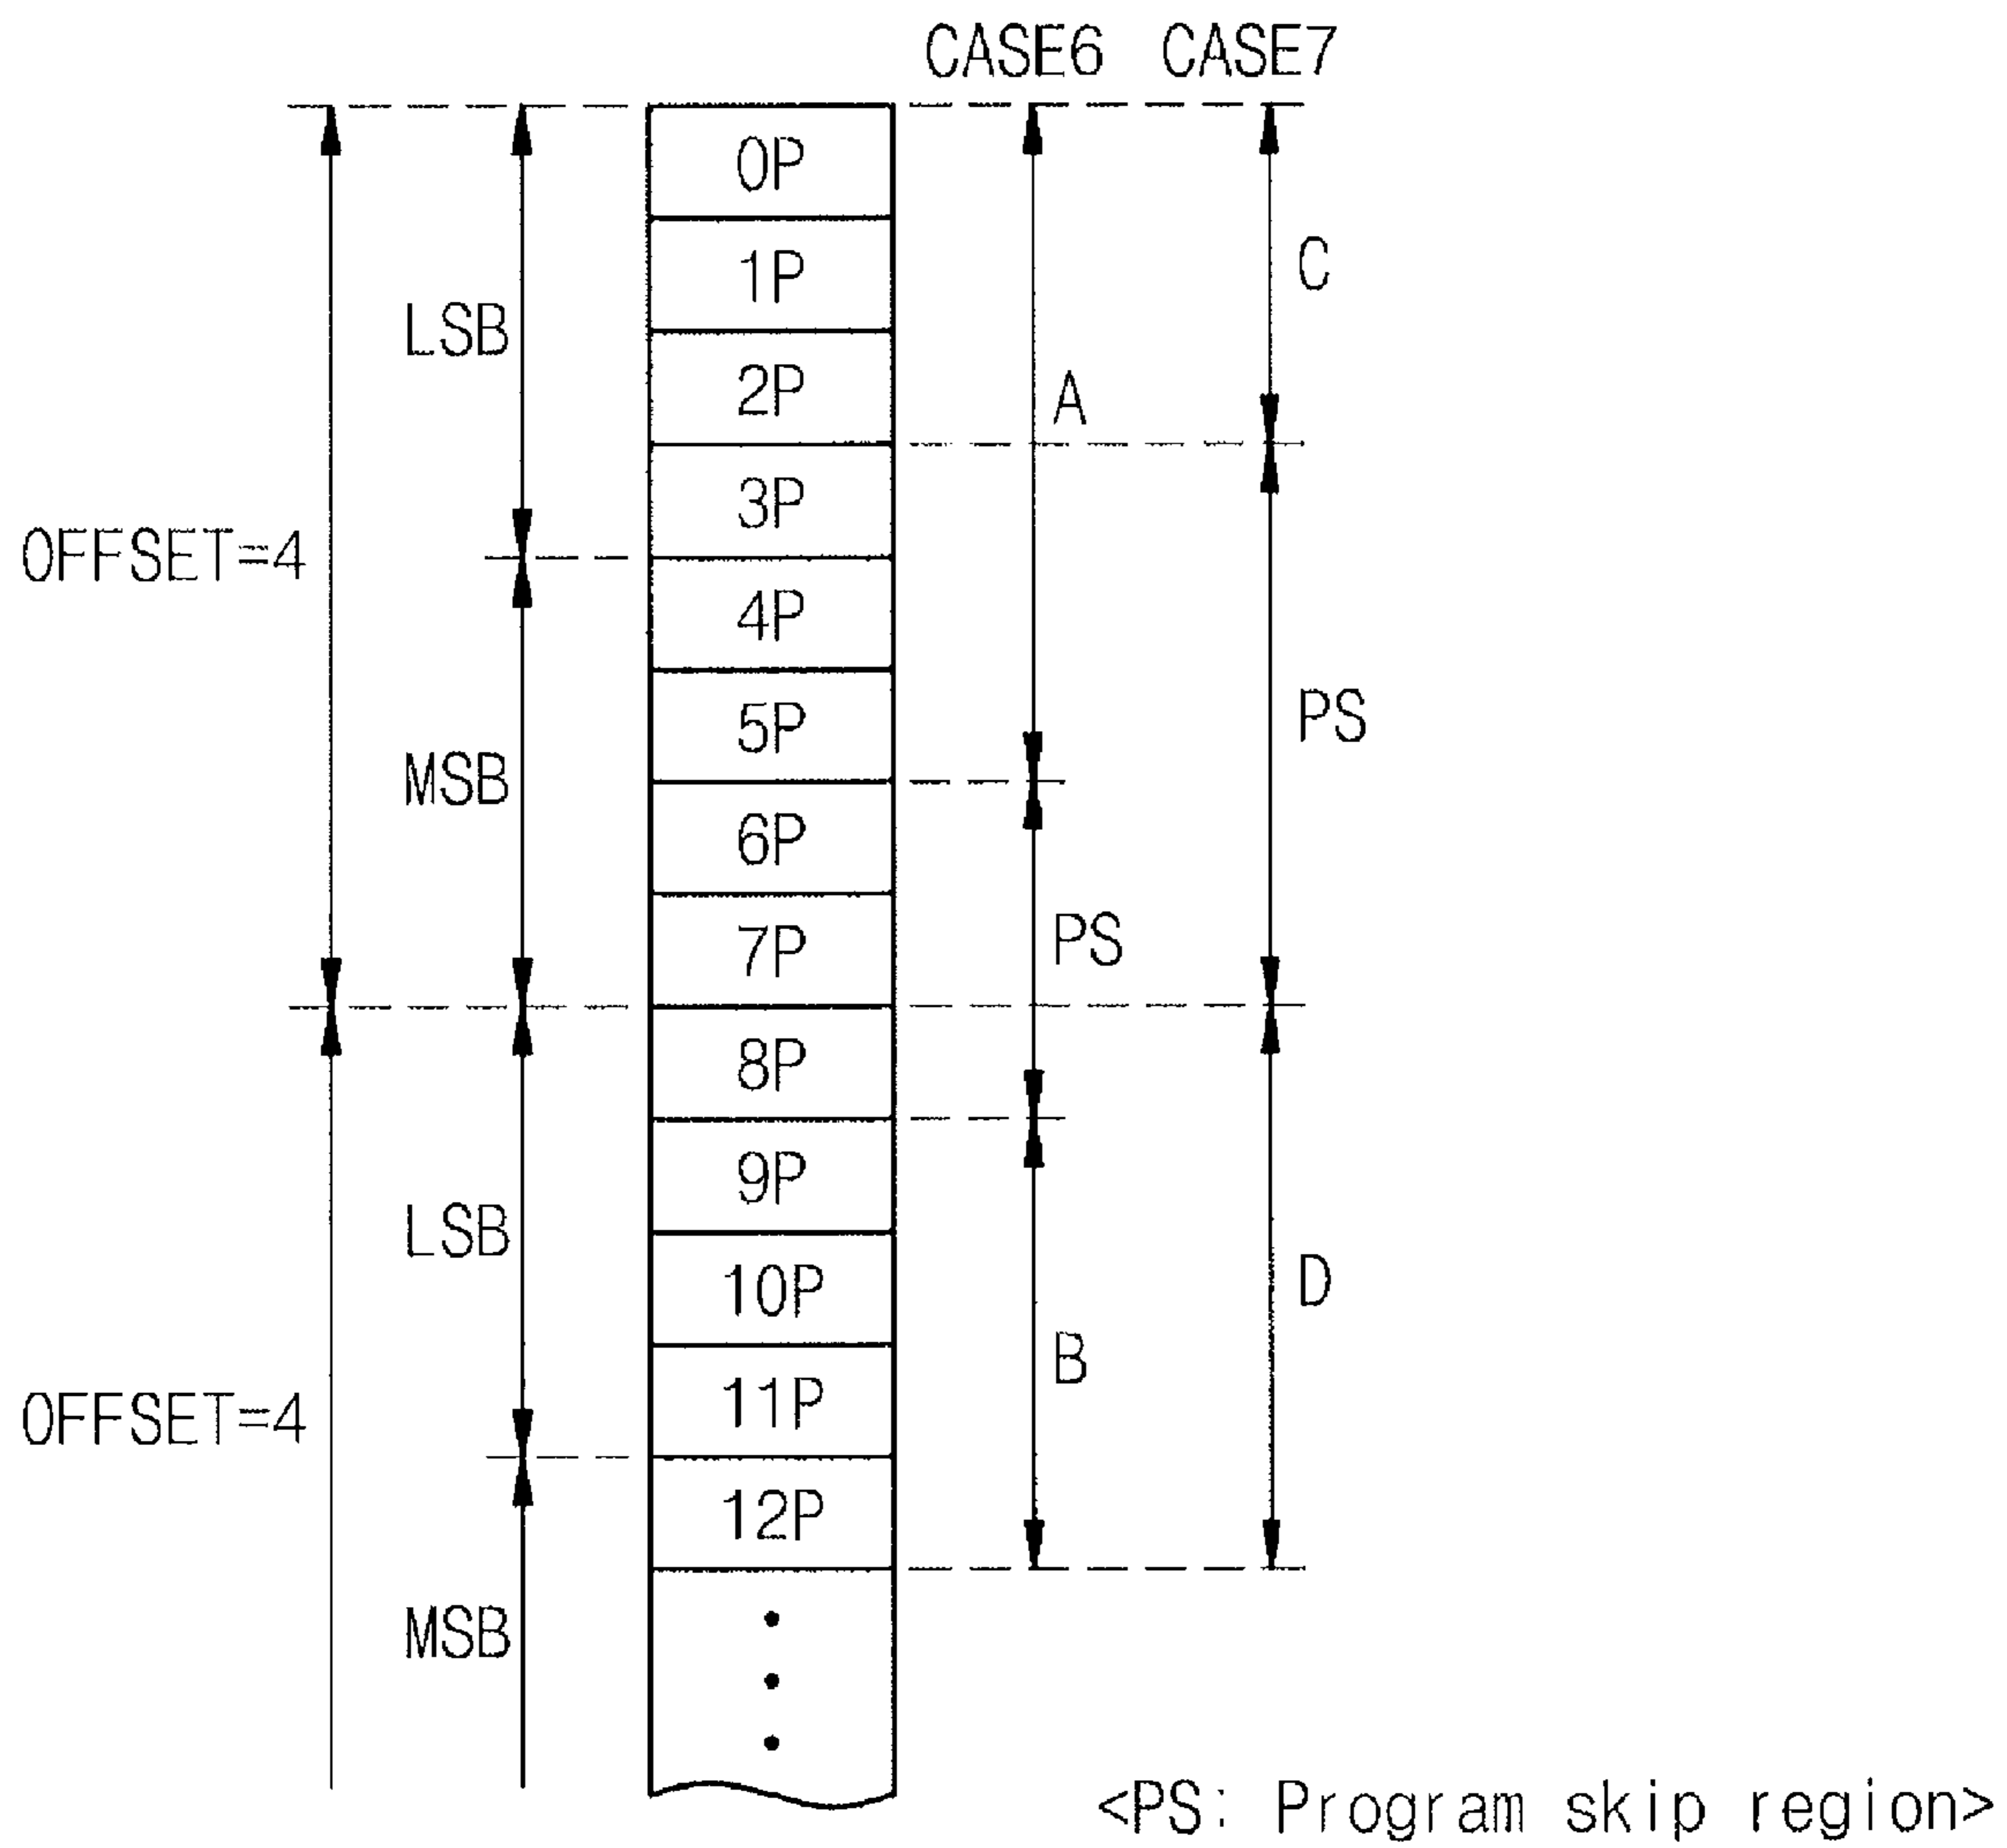 CASE6 CASE7
0P
1P
C
LSB
2P
A
3P
OFFSET=4
4P
5P
PS
MSB
6P
7P
PS
8P
9P
LSB
10P
D
B
11P
OFFSET=4
12P
MSB
<PS: Program skip region>